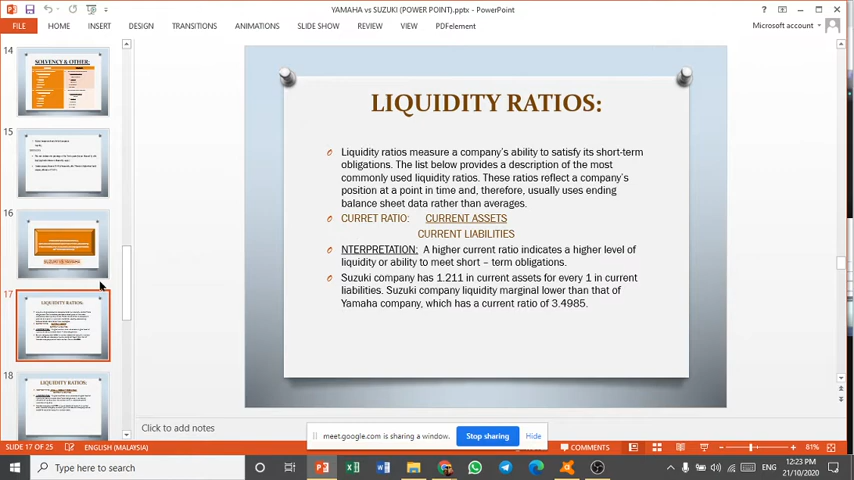 YAMAHA vs SUZUKI (POWER POINT).pptx - PowerPoint
FILE HOME INSERT DESIGN TRANSITIONS ANIMATIONS SLIDE SHOW REVIEW VIEW PDFelement
Microsoft account
14
SOLVENCY & OTHER:
15
16
17
LIQUIDITY RATIOS:
18
LIQUIDITY RATIOS:
LIQUIDITY RATIOS:
Liquidity ratios measure a company's ability to satisfy its short-term
obligations. The list below provides a description of the most
commonly used liquidity ratios. These ratios reflect a company's
position at a point in time and, therefore, usually uses ending
balance sheet data rather than averages.
CURRET RATIO: CURRENT ASSETS
CURRENT LIABILITIES
NTERPRETATION: A higher current ratio indicates a higher level of
liquidity or ability to meet short – term obligations.
Suzuki company has 1.211 in current assets for every 1 in current
liabilities. Suzuki company liquidity marginal lower than that of
Yamaha company, which has a current ratio of 3.4985.
Click to add notes
meet.google.com is sharing a window.
Stop sharing
Hide
SLIDE 17 OF 25
ENGLISH (MALAYSIA)
COMMENTS
81%
Type here to search
ENG
12:23 PM
21/10/2020